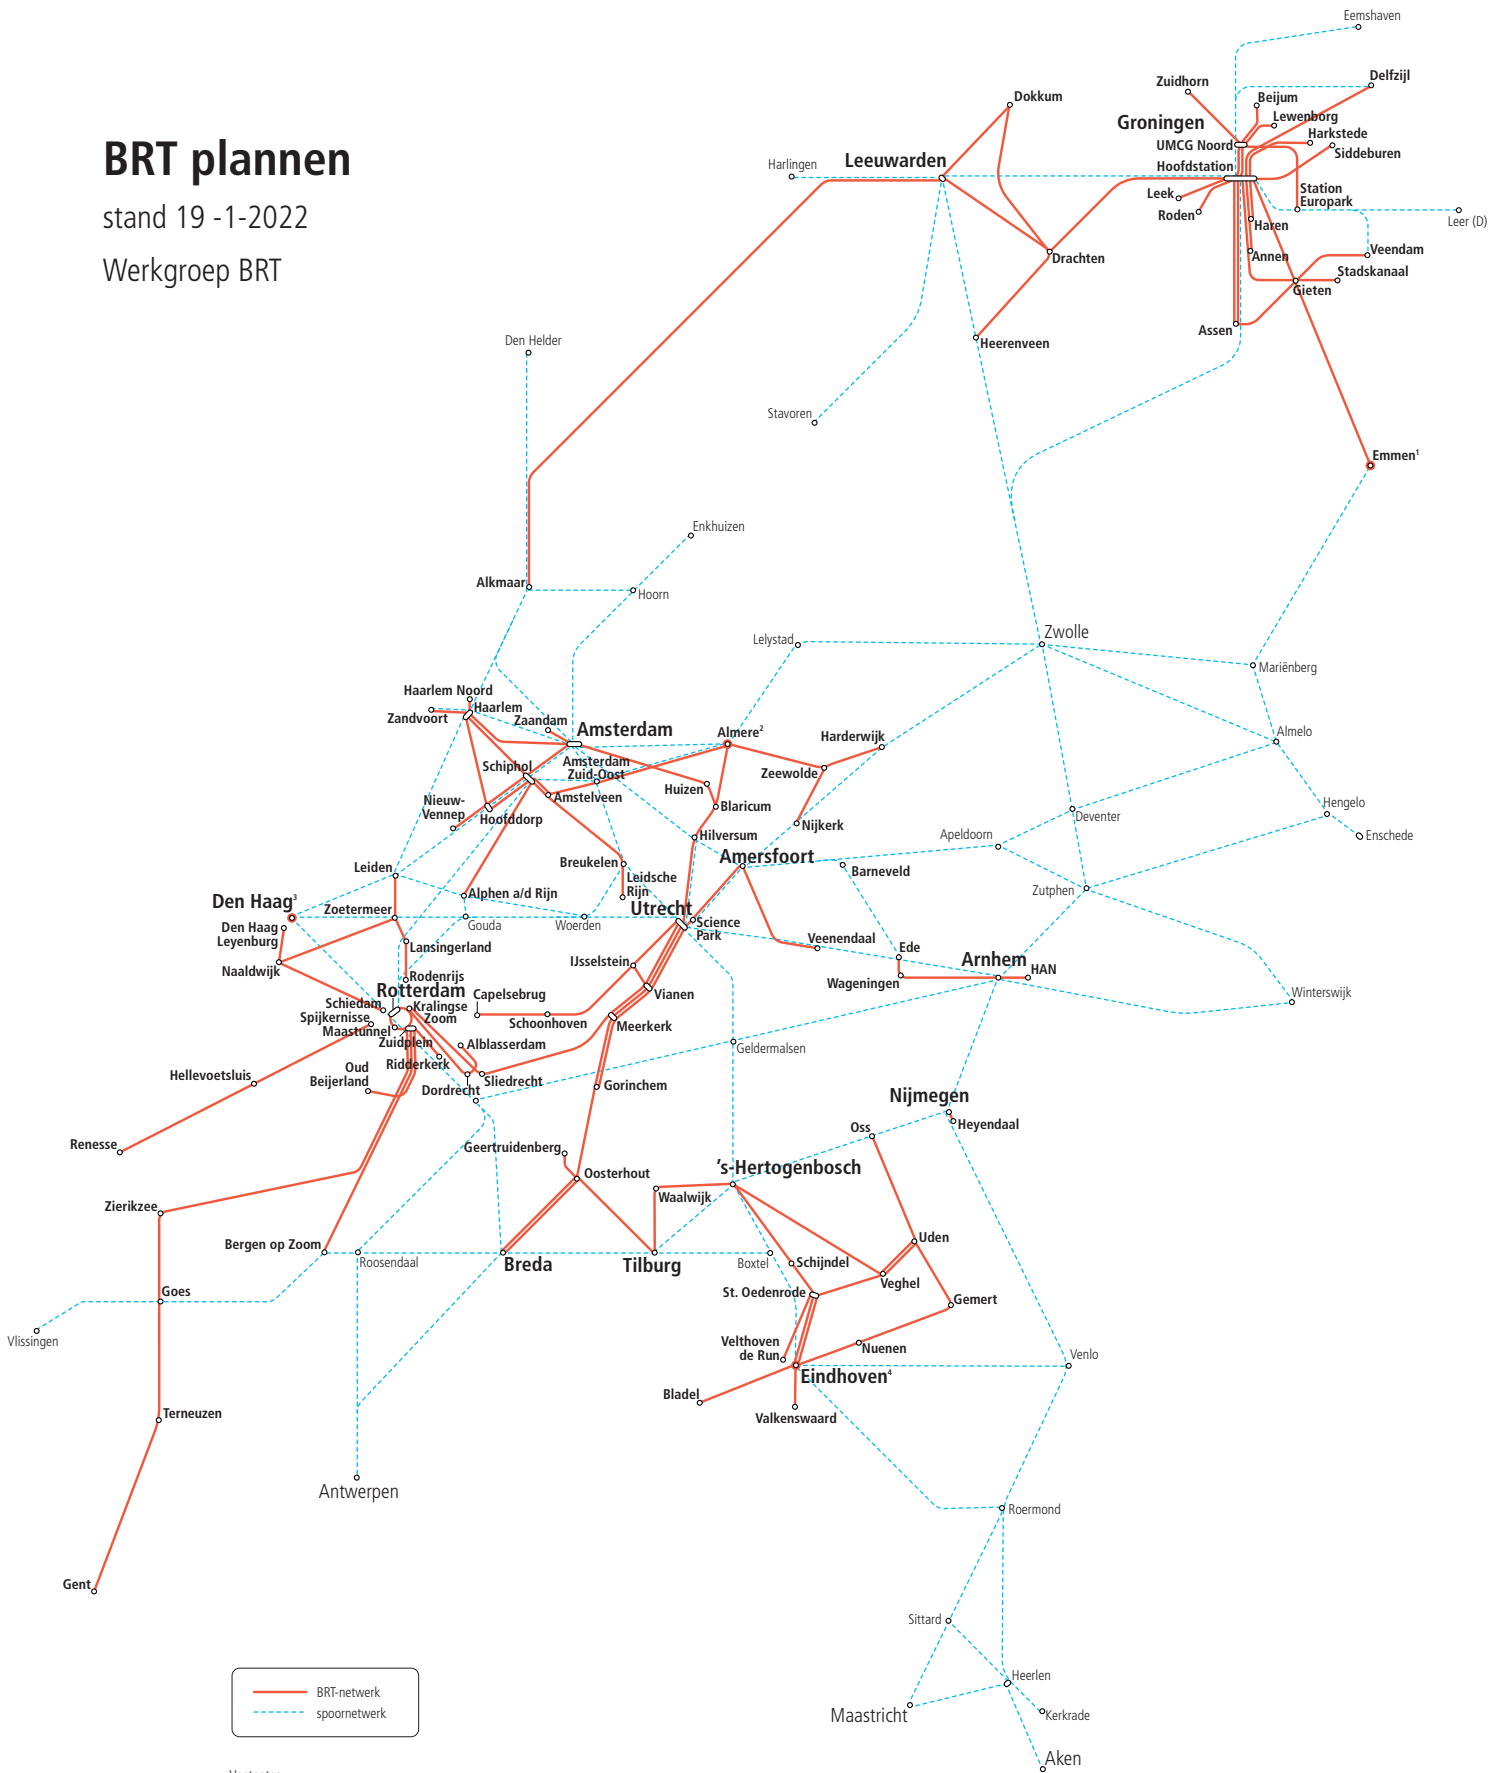 BRT plannen
stand 19 -1-2022
Werkgroep BRT
Eemshaven
Zuidhorn
Delfzijl
Dokkum
Beijum
Groningen
Lewenborg
Harkstede
UMCG Noord
Siddeburen
Leeuwarden
Harlingen
Hoofdstation
Leek
Station
Europark
Roden
Haren
Leer (D)
Drachten
Annen
Veendam
Stadskanaal
Gieten
Assen
Heerenveen
Den Helder
Stavoren
Emmen¹
Enkhuizen
Alkmaar
Hoorn
Lelystad
Zwolle
Mariënberg
Haarlem Noord
Haarlem
Zandvoort
Zaandam
Amsterdam
Almere²
Harderwijk
Almelo
Schiphol
Amsterdam
Zuid-Oost
Zeewolde
Huizen
Amstelveen
Nieuw-
Vennep
Hoofddorp
Blaricum
Nijkerk
Deventer
Hengelo
Enschede
Hilversum
Apeldoorn
Amersfoort
Breukelen
Barneveld
Leiden
Leidsche
Rijn
Zutphen
Alphen a/d Rijn
Den Haag³
Zoetermeer
Utrecht
Den Haag
Leyenburg
Gouda
Woerden
Science
Park
Veenendaal
Lansingerland
Ede
Arnhem
Naaldwijk
IJsselstein
HAN
Rodenrijs
Wageningen
Rotterdam
Capelsebrug
Vianen
Winterswijk
Schiedam
Kralingse
Zoom
Spijkernisse
Schoonhoven
Meerkerk
Maastunnel
Zuidplein
Alblasserdam
Geldermalsen
Ridderkerk
Oud
Beijerland
Hellevoetsluis
Sliedrecht
Dordrecht
Gorinchem
Nijmegen
Heyendaal
Oss
Renesse
Geertruidenberg
Oosterhout
's-Hertogenbosch
Waalwijk
Zierikzee
Uden
Bergen op Zoom
Roosendaal
Breda
Tilburg
Boxtel
Schijndel
Veghel
St. Oedenrode
Goes
Gemert
Vlissingen
Velthoven
de Run
Nuenen
Venlo
Eindhoven⁴
Bladel
Terneuzen
Valkenswaard
Antwerpen
Roermond
Gent
Sittard
Heerlen
BRT-netwerk
spoornetwerk
Maastricht
Kerkrade
Aken